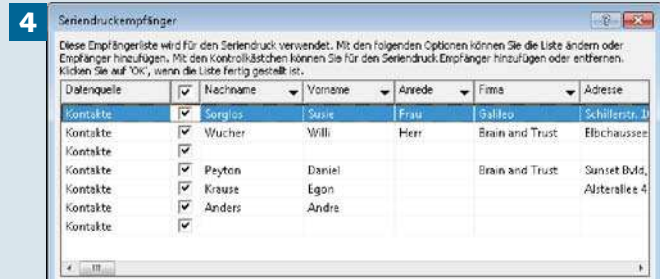 4
Seriendruckempfänger
Diese Empfängerliste wird für den Seriendruck verwendet. Mit den folgenden Optionen können Sie die Liste ändern oder
Empfänger hinzufügen. Mit den Kontrollkästchen können Sie für den Seriendruck Empfänger hinzufügen oder entfernen.
Klicken Sie auf 'OK', wenn die Liste fertig gestellt ist.
Datenquelle Nachname Vorname Anrede Firma Adresse
Kontakte Sorglos Susie Frau Galileo Schillerstr. 10
Kontakte Wucher Willi Herr Brain and Trust Elbchaussee
Kontakte
Kontakte Peyton Daniel Brain and Trust Sunset Bvld,
Kontakte Krause Egon Alsterallee 4
Kontakte Anders Andre
Kontakte